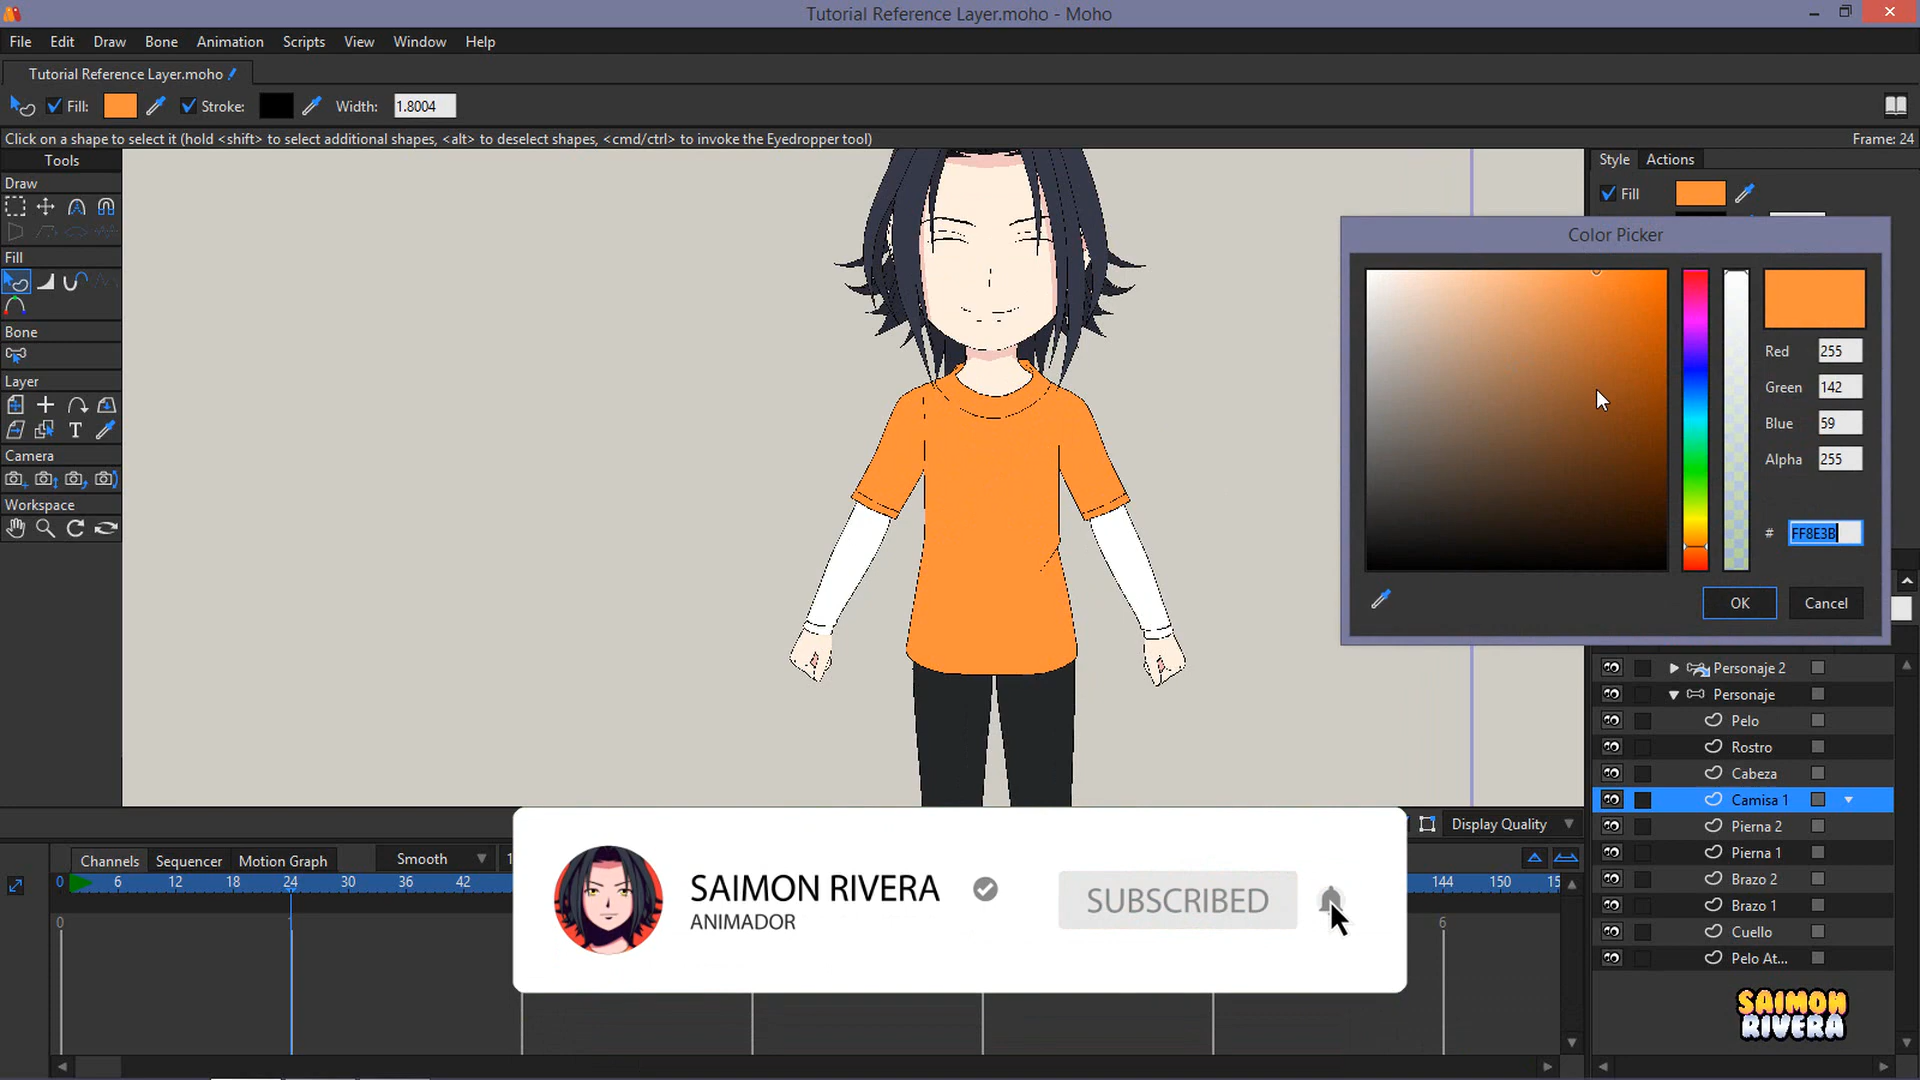 Tutorial Reference Layer.moho - Moho
File Edit Draw Bone Animation Scripts View Window Help
Tutorial Reference Layer.moho
Fill: Stroke: Width: 1.8004
Click on a shape to select it (hold <shift> to select additional shapes, <alt> to deselect shapes, <cmd/ctrl> to invoke the Eyedropper tool) Frame: 24
Tools
Draw
Fill
Bone
Layer
T
Camera
Workspace
Style Actions
Fill
Color Picker
Red 255
Green 142
Blue 59
Alpha 255
# FF8E3B
OK Cancel
Personaje 2
Personaje
Pelo
Rostro
Cabeza
Camisa 1
Pierna 2
Pierna 1
Brazo 2
Brazo 1
Cuello
Pelo At...
Display Quality
Channels Sequencer Motion Graph Smooth 1
0 6 12 18 24 30 36 42 144 150 15
0 1 6
SAIMON RIVERA
ANIMADOR
SUBSCRIBED
SAIMON
RIVERA